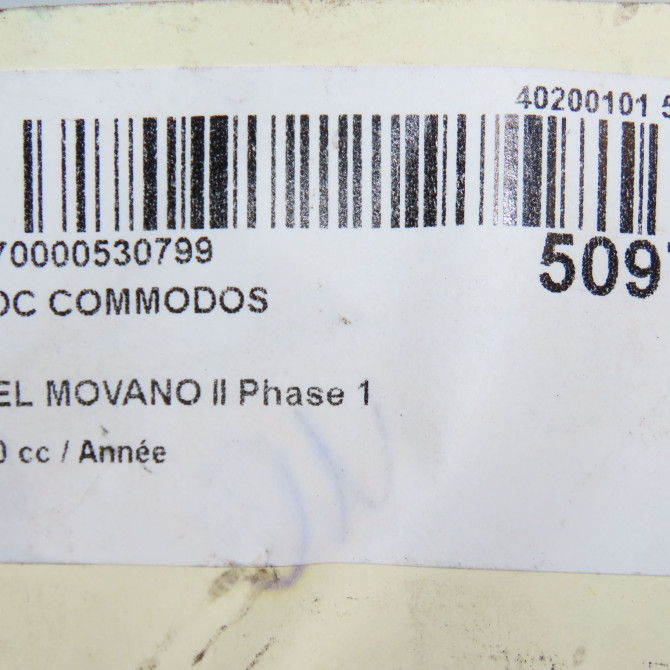 40200101 5
70000530799
509
OC COMMODOS
EL MOVANO II Phase 1
0 cc / Année